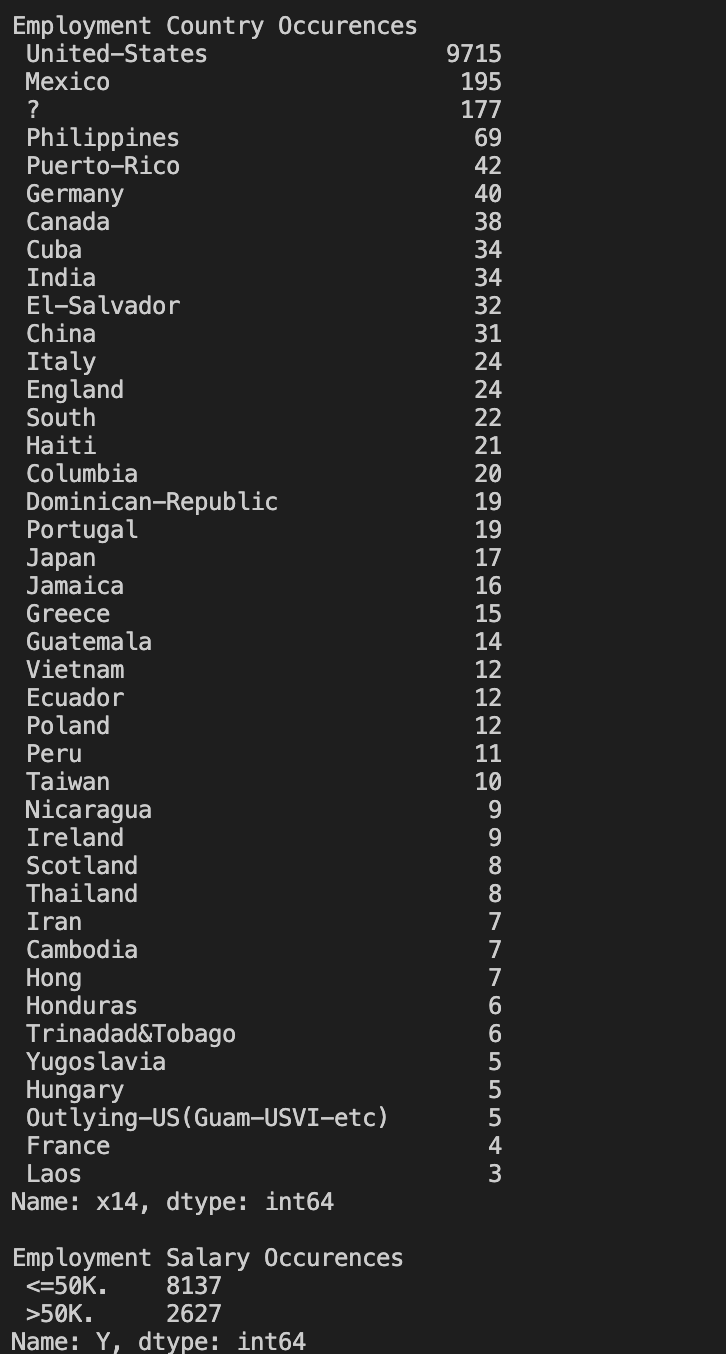 Employment Country Occurences
United-States 9715
Mexico 195
? 177
Philippines 69
Puerto-Rico 42
Germany 40
Canada 38
Cuba 34
India 34
El-Salvador 32
China 31
Italy 24
England 24
South 22
Haiti 21
Columbia 20
Dominican-Republic 19
Portugal 19
Japan 17
Jamaica 16
Greece 15
Guatemala 14
Vietnam 12
Ecuador 12
Poland 12
Peru 11
Taiwan 10
Nicaragua 9
Ireland 9
Scotland 8
Thailand 8
Iran 7
Cambodia 7
Hong 7
Honduras 6
Trinadad&Tobago 6
Yugoslavia 5
Hungary 5
Outlying-US(Guam-USVI-etc) 5
France 4
Laos 3
Name: x14, dtype: int64
Employment Salary Occurences
<=50K. 8137
>50K. 2627
Name: Y, dtype: int64